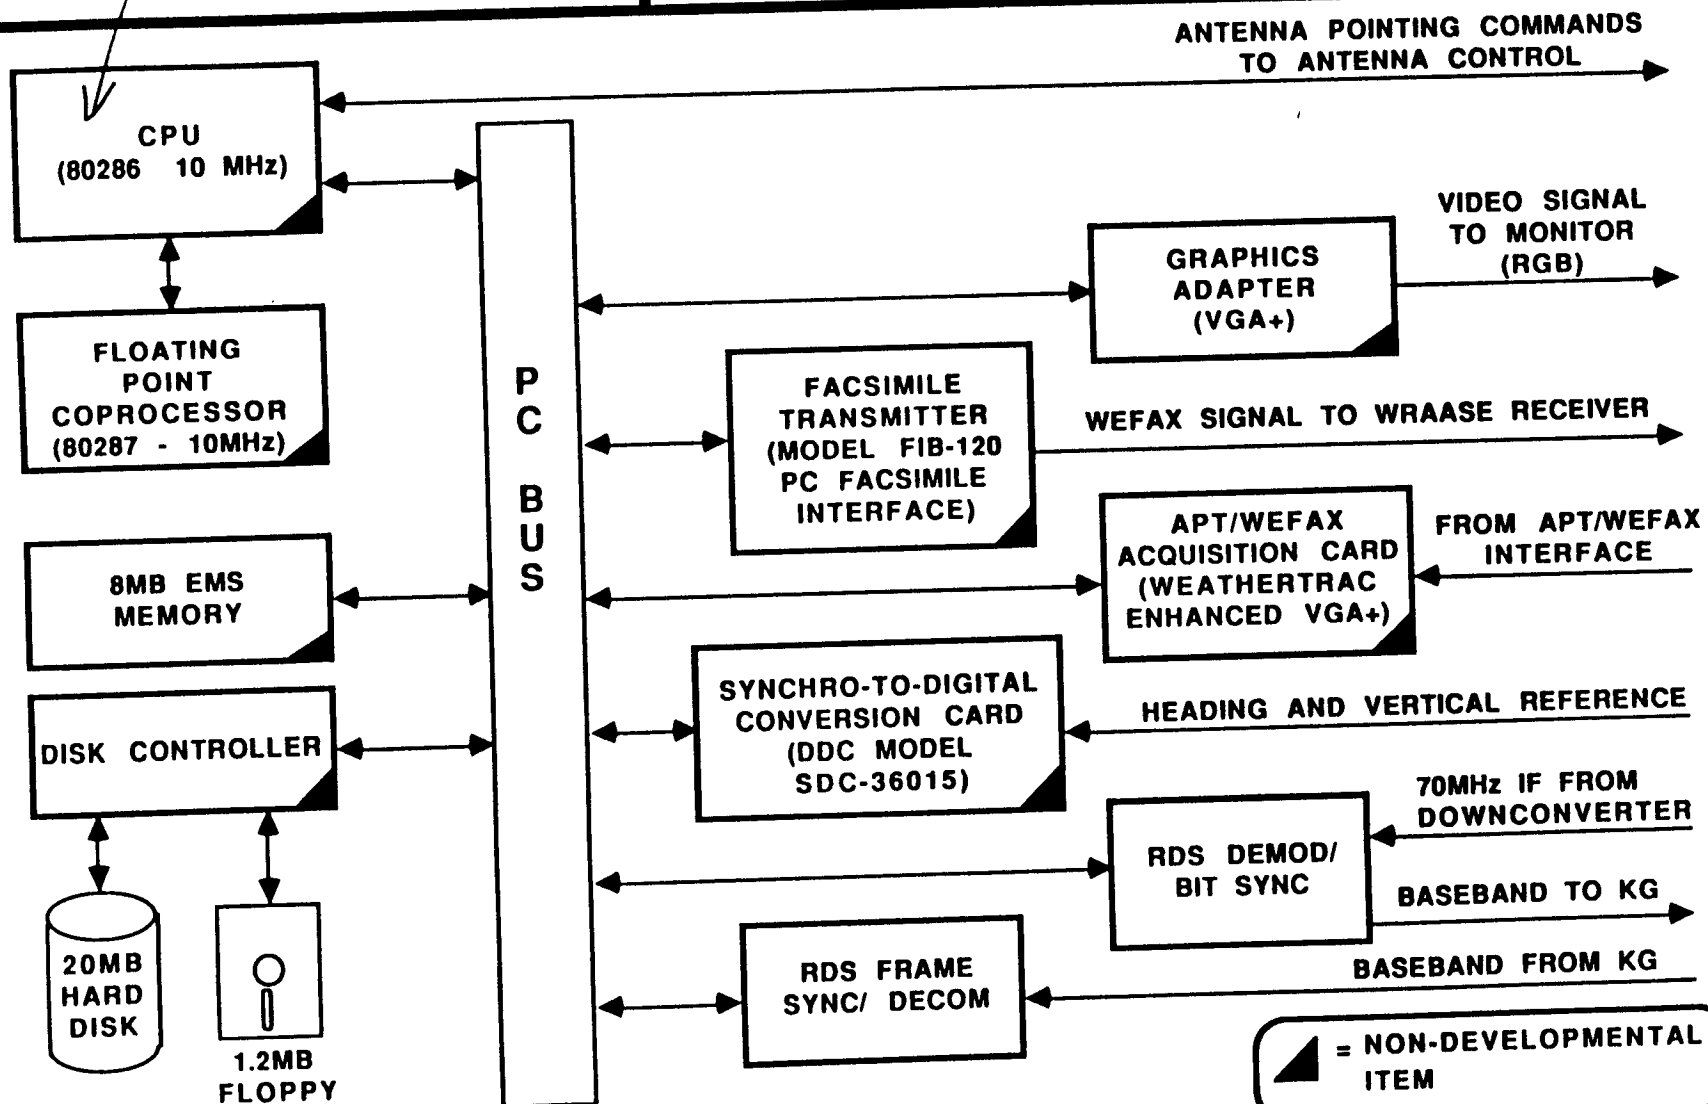 ANTENNA POINTING COMMANDS
TO ANTENNA CONTROL
CPU
(80286 10 MHz)
FLOATING
POINT
COPROCESSOR
(80287 - 10MHz)
8MB EMS
MEMORY
DISK CONTROLLER
20MB
HARD
DISK
1.2MB
FLOPPY
PC BUS
GRAPHICS
ADAPTER
(VGA+)
VIDEO SIGNAL
TO MONITOR
(RGB)
FACSIMILE
TRANSMITTER
(MODEL FIB-120
PC FACSIMILE
INTERFACE)
WEFAX SIGNAL TO WRAASE RECEIVER
APT/WEFAX
ACQUISITION CARD
(WEATHERTRAC
ENHANCED VGA+)
FROM APT/WEFAX
INTERFACE
SYNCHRO-TO-DIGITAL
CONVERSION CARD
(DDC MODEL
SDC-36015)
HEADING AND VERTICAL REFERENCE
RDS DEMOD/
BIT SYNC
70MHz IF FROM
DOWNCONVERTER
BASEBAND TO KG
RDS FRAME
SYNC/ DECOM
BASEBAND FROM KG
= NON-DEVELOPMENTAL
ITEM